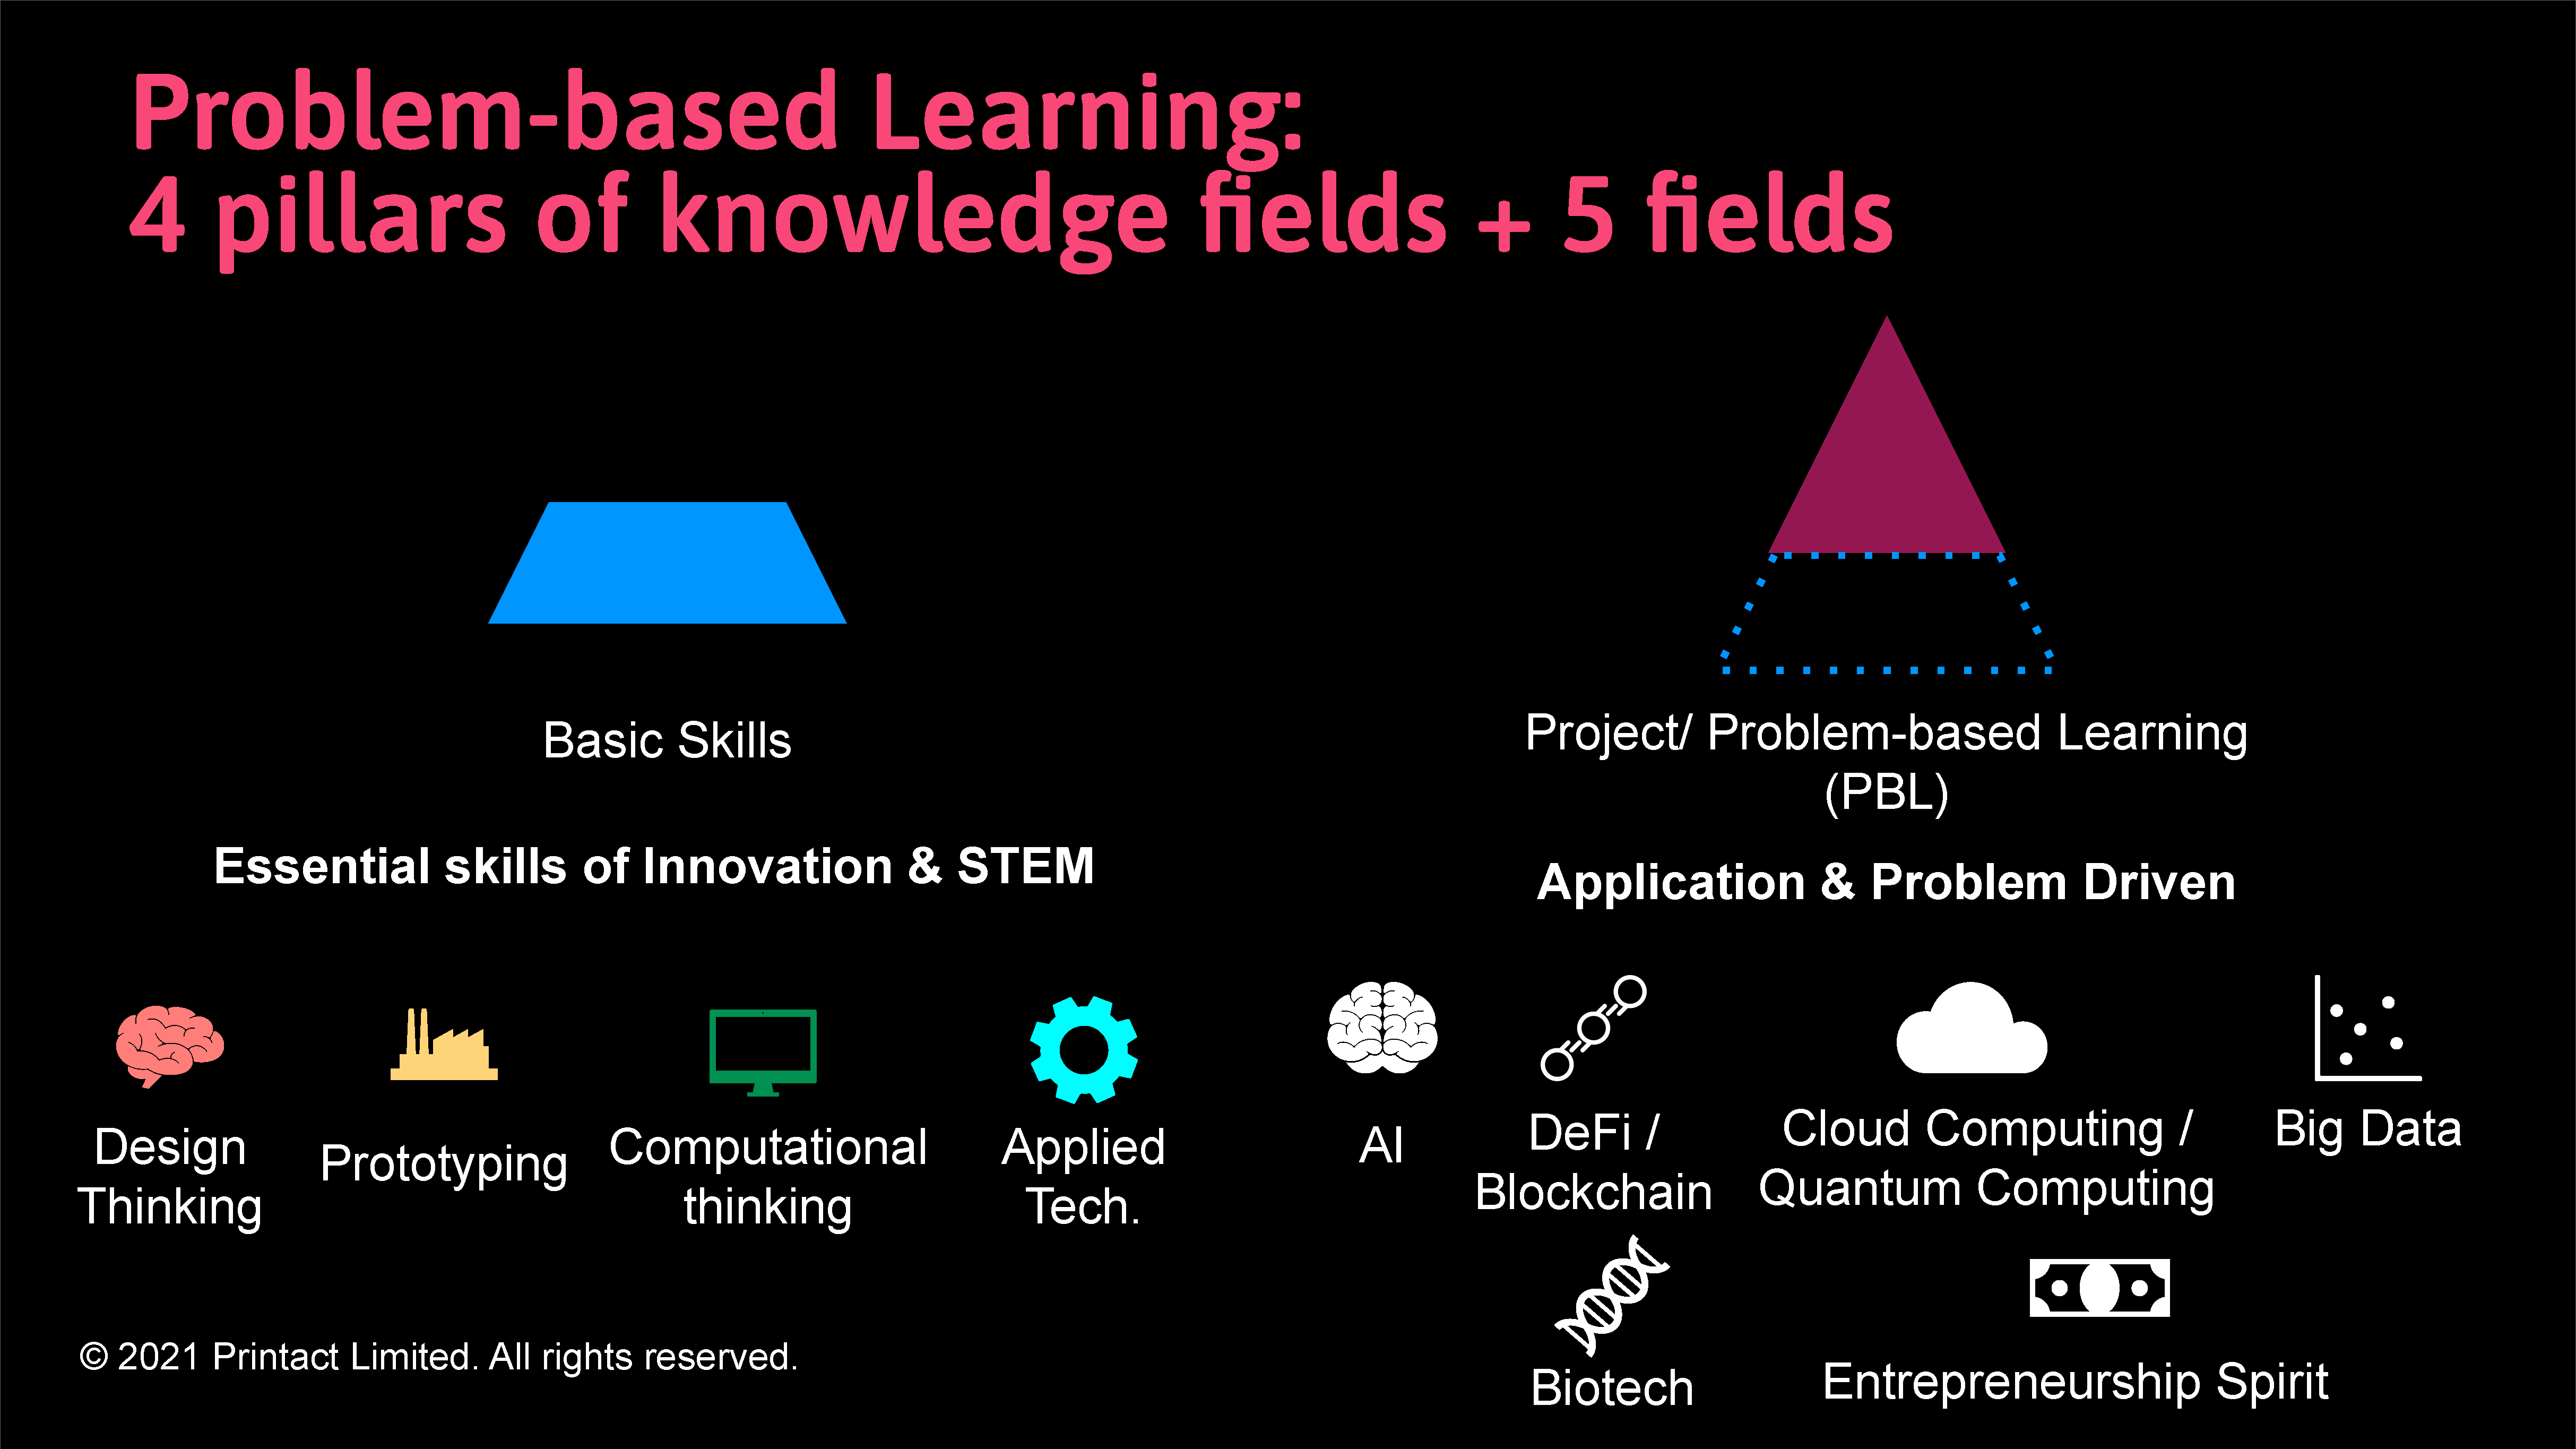 Problem-based Learning:
4 pillars of knowledge fields + 5 fields
Basic Skills
Essential skills of Innovation & STEM
Design
Thinking
Prototyping
Computational
thinking
Applied
Tech.
Project/ Problem-based Learning
(PBL)
Application & Problem Driven
AI
DeFi /
Blockchain
Cloud Computing /
Quantum Computing
Big Data
Biotech
Entrepreneurship Spirit
© 2021 Printact Limited. All rights reserved.